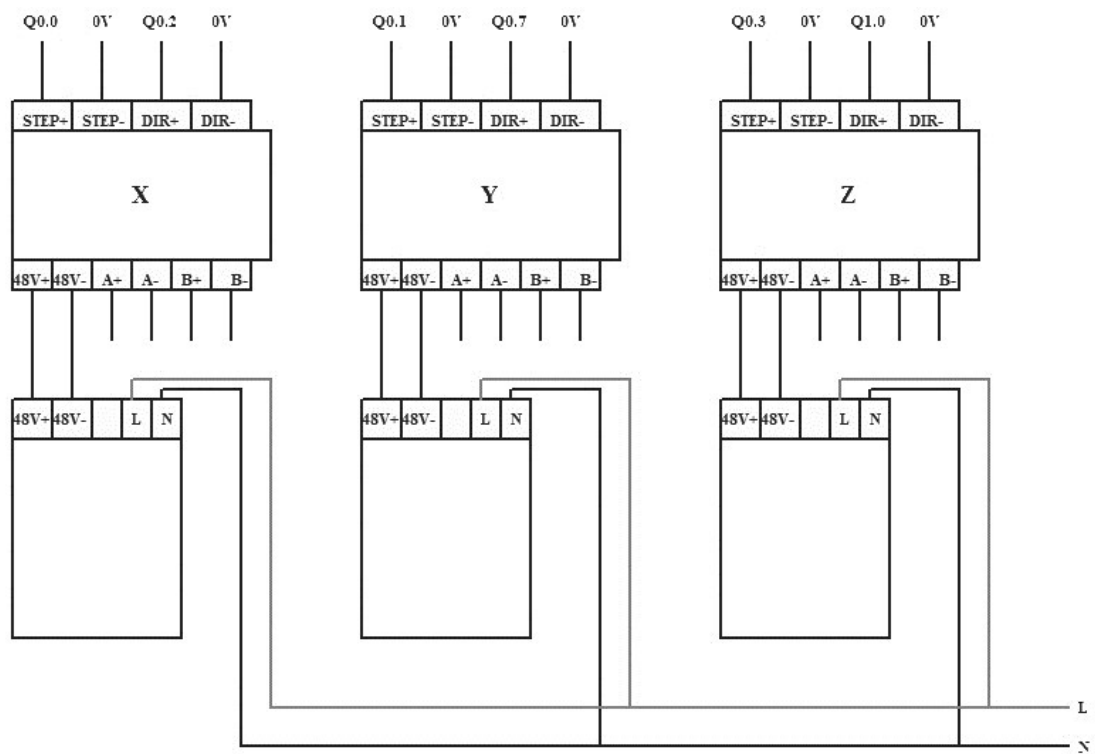 Q0.0 0V Q0.2 0V Q0.1 0V Q0.7 0V Q0.3 0V Q1.0 0V
STEP+ STEP- DIR+ DIR- STEP+ STEP- DIR+ DIR- STEP+ STEP- DIR+ DIR-
X Y Z
48V+ 48V- A+ A- B+ B- 48V+ 48V- A+ A- B+ B- 48V+ 48V- A+ A- B+ B-
48V+ 48V- L N 48V+ 48V- L N 48V+ 48V- L N
L
N